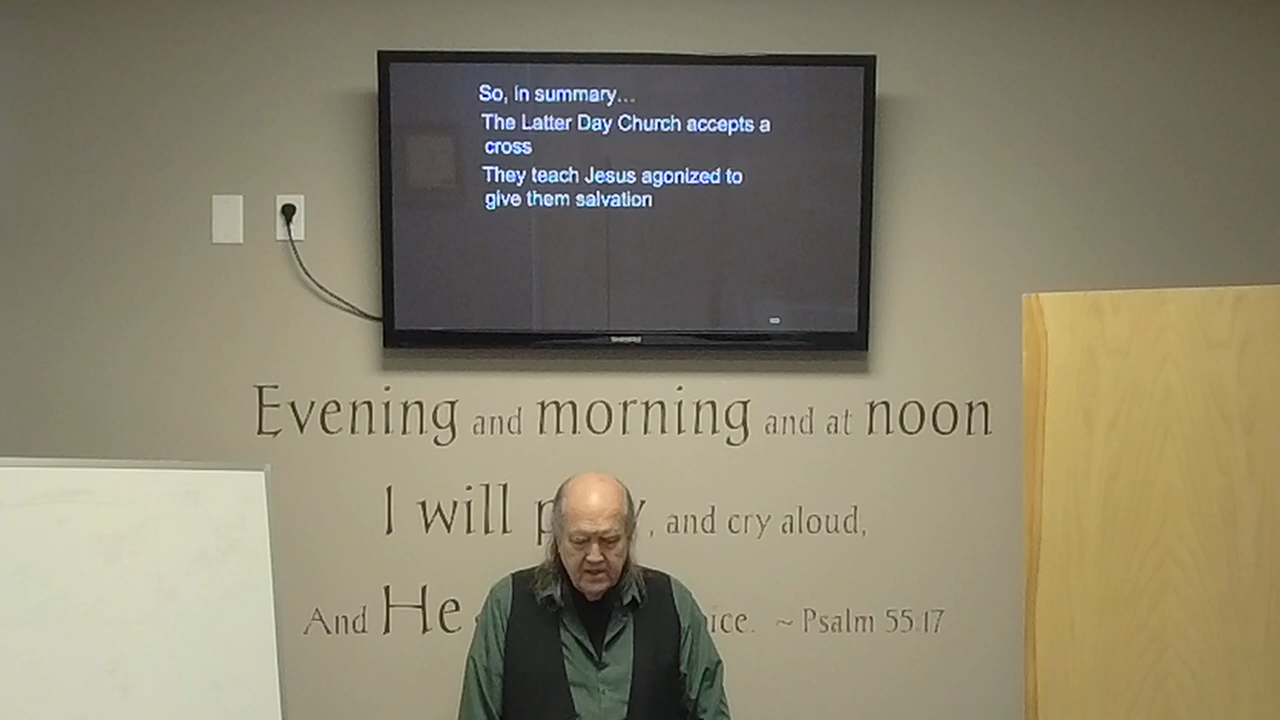 So, in summary...
The Latter Day Church accepts a
cross
They teach Jesus agonized to
give them salvation
Evening and morning and at noon
I will , and cry aloud,
And He . ~ Psalm 55:17